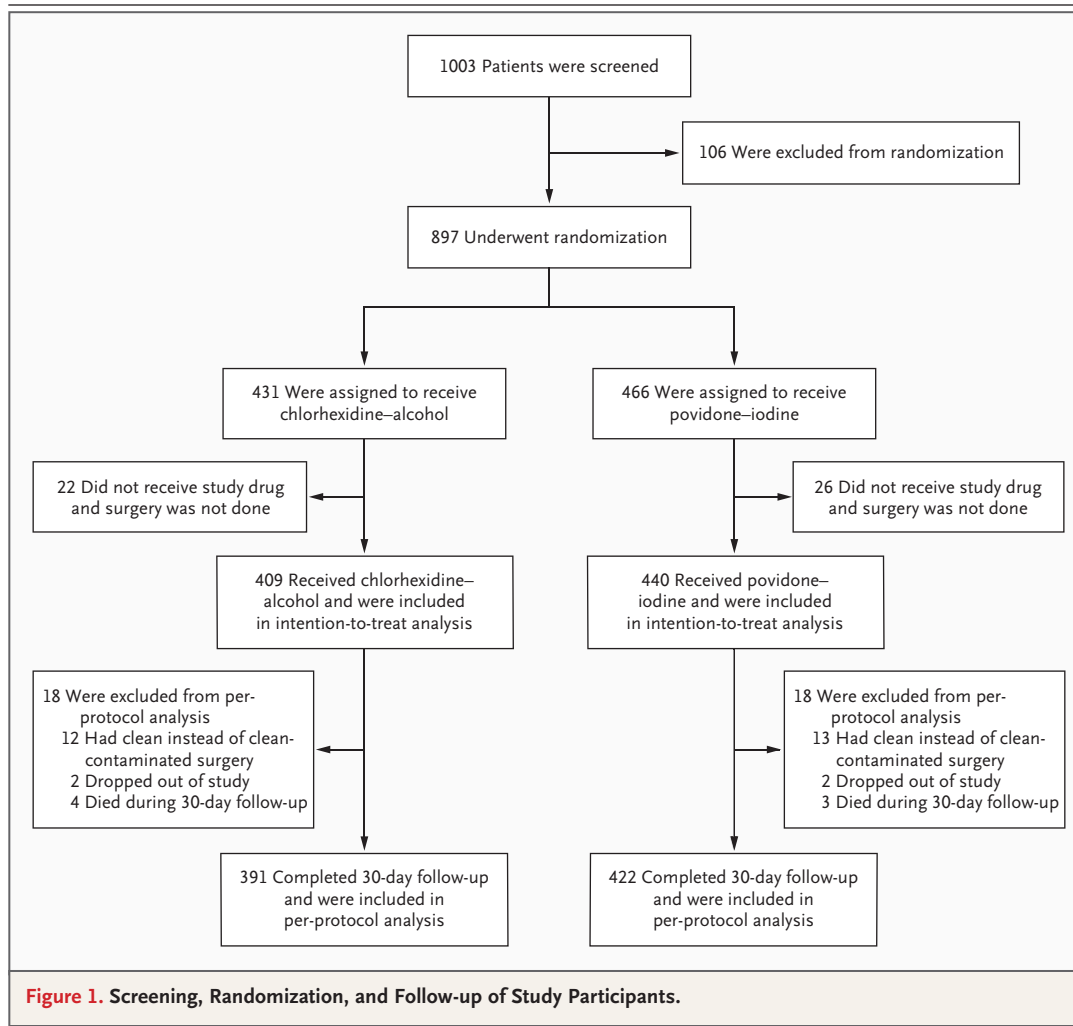 1003 Patients were screened
106 Were excluded from randomization
897 Underwent randomization
431 Were assigned to receive
chlorhexidine–alcohol
466 Were assigned to receive
povidone–iodine
22 Did not receive study drug
and surgery was not done
26 Did not receive study drug
and surgery was not done
409 Received chlorhexidine–
alcohol and were included
in intention-to-treat analysis
440 Received povidone–
iodine and were included
in intention-to-treat analysis
18 Were excluded from per-
protocol analysis
12 Had clean instead of clean-
contaminated surgery
2 Dropped out of study
4 Died during 30-day follow-up
18 Were excluded from per-
protocol analysis
13 Had clean instead of clean-
contaminated surgery
2 Dropped out of study
3 Died during 30-day follow-up
391 Completed 30-day follow-up
and were included in
per-protocol analysis
422 Completed 30-day follow-up
and were included in
per-protocol analysis
Figure 1. Screening, Randomization, and Follow-up of Study Participants.